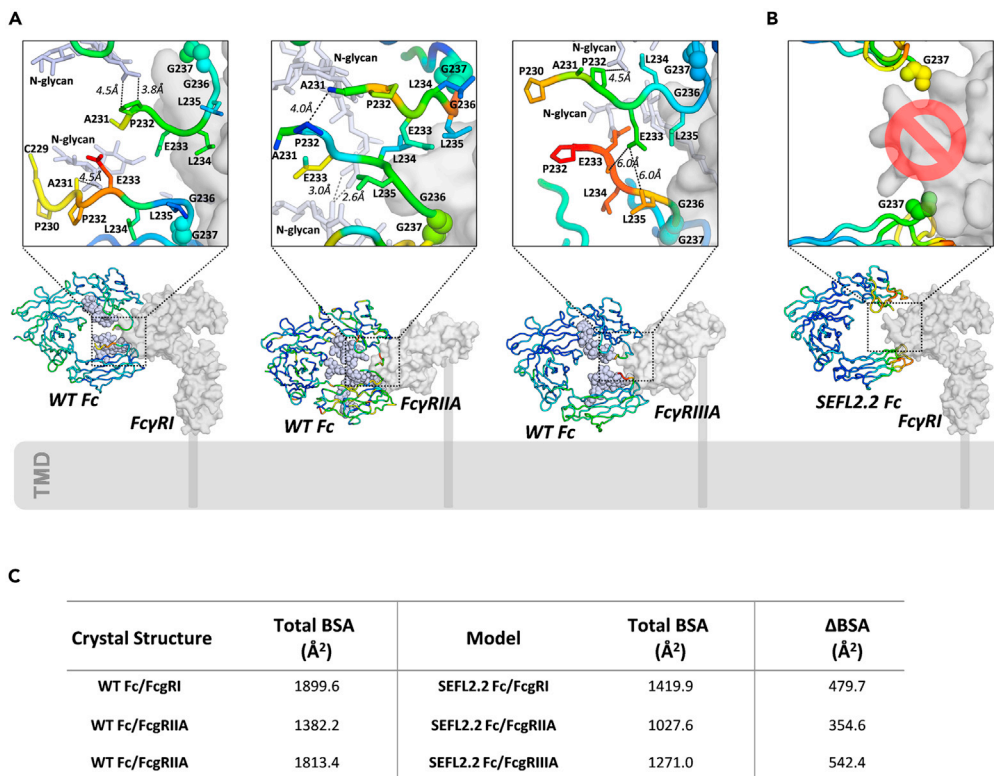 A
B
N-glycan
4.5Å
3.8Å
G237
G236
L235
A231
P232
N-glycan
E233
L234
C229
A231
4.5Å
E233
P232
P230
L234
L235
G236
G237
N-glycan
A231
G237
L234
P232
G236
4.0Å
E233
L235
P232
L234
A231
E233
3.0Å
2.6Å
L235
G236
N-glycan
G237
N-glycan
P232
L234
G237
P230
4.5Å
G236
E233
L235
E233
P232
6.0Å
6.0Å
L234
L235
G236
G237
G237
G237
WT Fc
FcγRI
WT Fc
FcγRIIA
WT Fc
FcγRIIIA
SEFL2.2 Fc
FcγRI
TMD
C
Crystal Structure Total BSA (Å²) Model Total BSA (Å²) ΔBSA (Å²)
WT Fc/FcgRI 1899.6 SEFL2.2 Fc/FcgRI 1419.9 479.7
WT Fc/FcgRIIA 1382.2 SEFL2.2 Fc/FcgRIIA 1027.6 354.6
WT Fc/FcgRIIA 1813.4 SEFL2.2 Fc/FcgRIIIA 1271.0 542.4